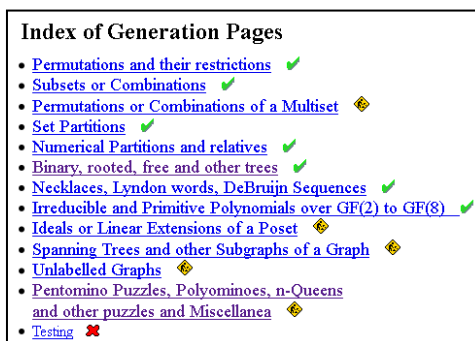 Index of Generation Pages
Permutations and their restrictions
Subsets or Combinations
Permutations or Combinations of a Multiset
Set Partitions
Numerical Partitions and relatives
Binary, rooted, free and other trees
Necklaces, Lyndon words, DeBruijn Sequences
Irreducible and Primitive Polynomials over GF(2) to GF(8)
Ideals or Linear Extensions of a Poset
Spanning Trees and other Subgraphs of a Graph
Unlabelled Graphs
Pentomino Puzzles, Polyominoes, n-Queens
and other puzzles and Miscellanea
Testing